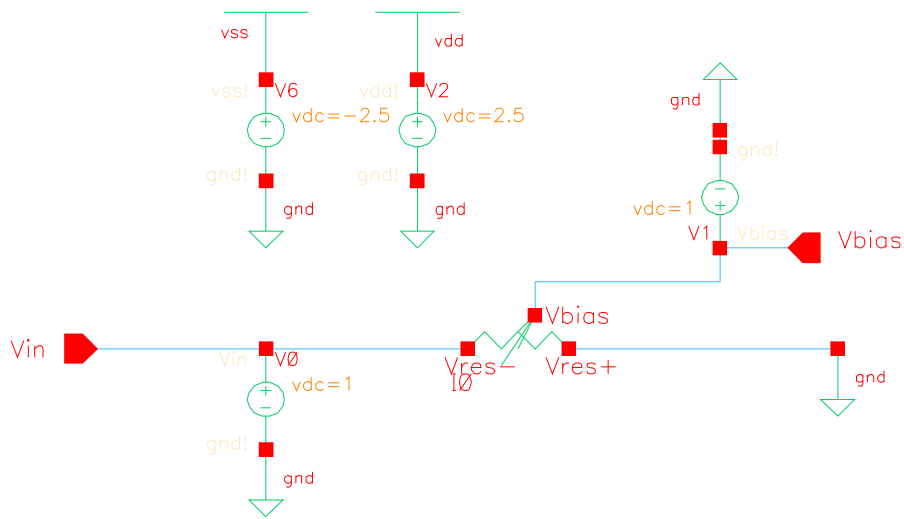 vss
vdd
vss!
V6
vdd!
V2
gnd
vdc=-2.5
vdc=2.5
gnd!
gnd!
gnd!
vdc=1
gnd
gnd
V1
Vbias
Vbias
Vbias
Vin
Vin
V0
Vres-
Vres+
I0
vdc=1
gnd
gnd!
gnd